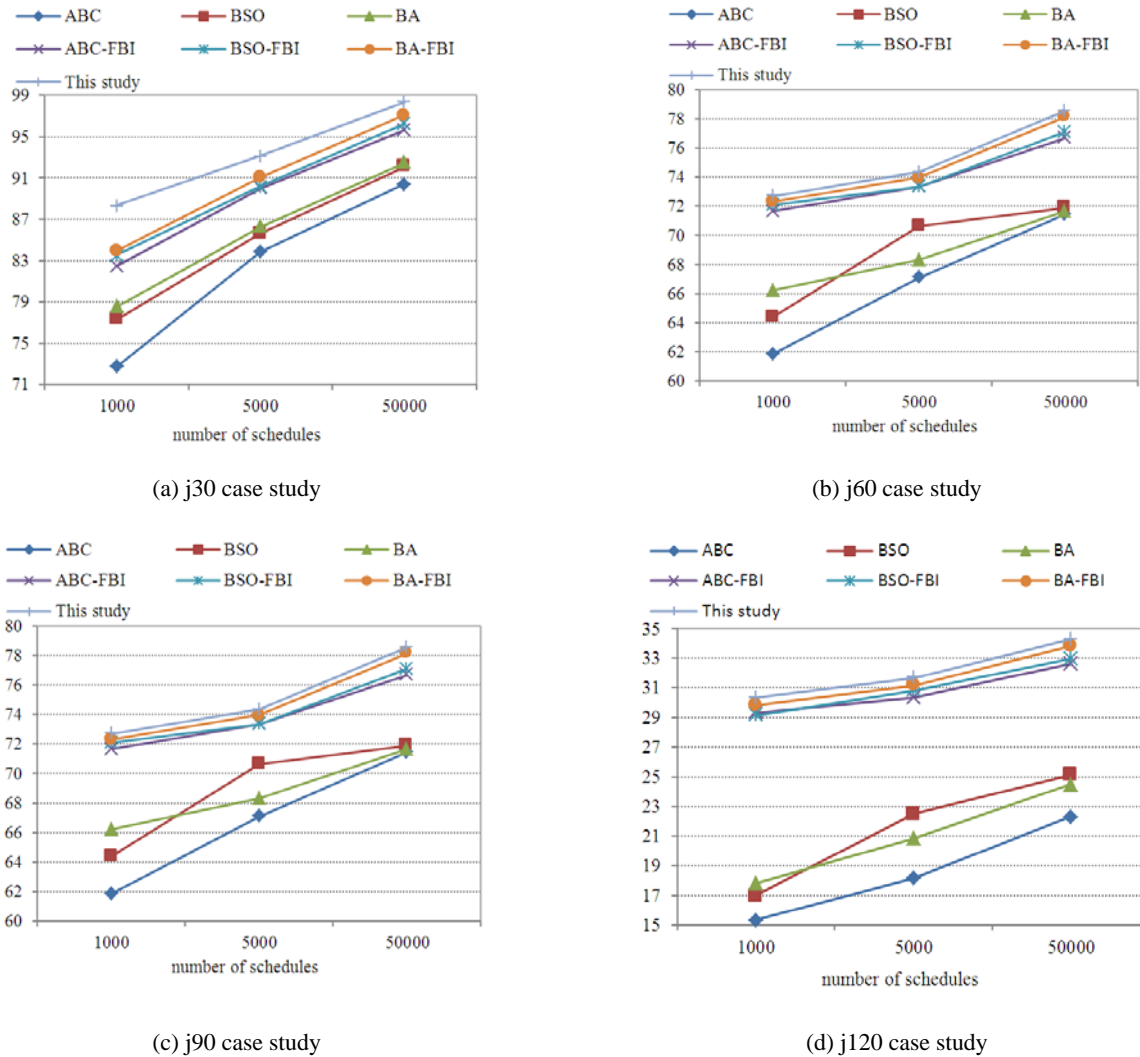 ABC BSO BA
ABC-FBI BSO-FBI BA-FBI
This study
99
95
91
87
83
79
75
71
1000 5000 50000
number of schedules
(a) j30 case study
ABC BSO BA
ABC-FBI BSO-FBI BA-FBI
This study
80
78
76
74
72
70
68
66
64
62
60
1000 5000 50000
number of schedules
(b) j60 case study
ABC BSO BA
ABC-FBI BSO-FBI BA-FBI
This study
80
78
76
74
72
70
68
66
64
62
60
1000 5000 50000
number of schedules
(c) j90 case study
ABC BSO BA
ABC-FBI BSO-FBI BA-FBI
This study
35
33
31
29
27
25
23
21
19
17
15
1000 5000 50000
number of schedules
(d) j120 case study